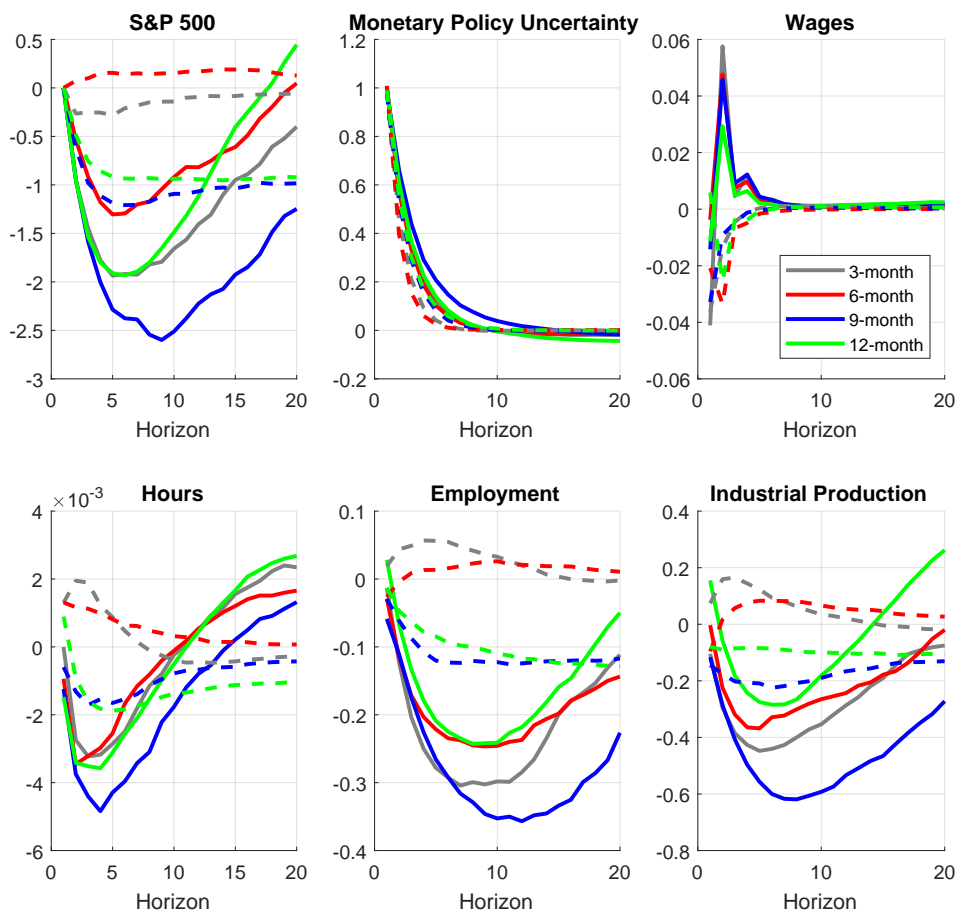 S&P 500
0.5
0
-0.5
-1
-1.5
-2
-2.5
-3
0 5 10 15 20
Horizon
Monetary Policy Uncertainty
1.2
1
0.8
0.6
0.4
0.2
0
-0.2
0 10 20
Horizon
Wages
0.06
0.04
0.02
0
-0.02
-0.04
-0.06
0 10 20
Horizon
3-month
6-month
9-month
12-month
Hours
×10-3
4
2
0
-2
-4
-6
0 5 10 15 20
Horizon
Employment
0.1
0
-0.1
-0.2
-0.3
-0.4
0 10 20
Horizon
Industrial Production
0.4
0.2
0
-0.2
-0.4
-0.6
-0.8
0 10 20
Horizon